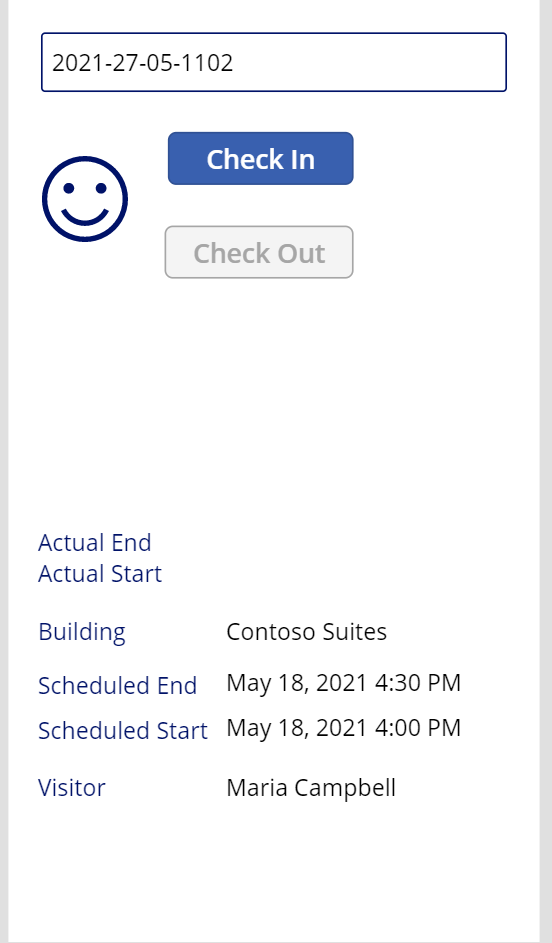 2021-27-05-1102
Check In
Check Out
Actual End
Actual Start
Building Contoso Suites
Scheduled End May 18, 2021 4:30 PM
Scheduled Start May 18, 2021 4:00 PM
Visitor Maria Campbell